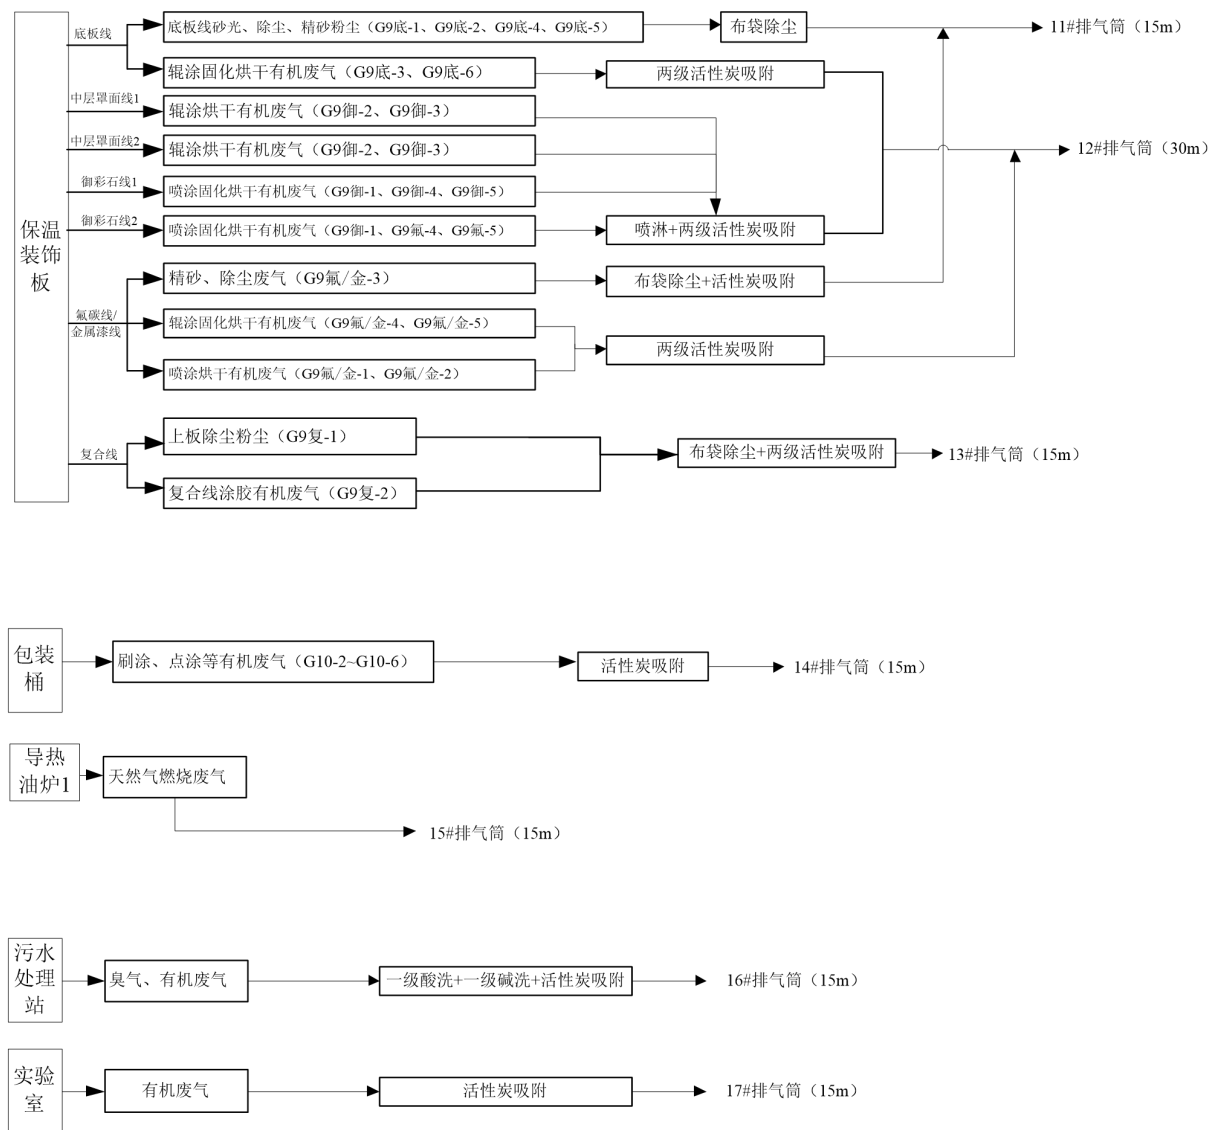 底板线
底板线砂光、除尘、精砂粉尘（G9底-1、G9底-2、G9底-4、G9底-5）
布袋除尘
11#排气筒（15m）
辊涂固化烘干有机废气（G9底-3、G9底-6）
两级活性炭吸附
中层罩面线1
辊涂烘干有机废气（G9御-2、G9御-3）
中层罩面线2
辊涂烘干有机废气（G9御-2、G9御-3）
12#排气筒（30m）
御彩石线1
喷涂固化烘干有机废气（G9御-1、G9御-4、G9御-5）
御彩石线2
喷涂固化烘干有机废气（G9御-1、G9氟-4、G9氟-5）
喷淋+两级活性炭吸附
保温
装饰
板
精砂、除尘废气（G9氟/金-3）
布袋除尘+活性炭吸附
氟碳线/
金属漆线
辊涂固化烘干有机废气（G9氟/金-4、G9氟/金-5）
两级活性炭吸附
喷涂烘干有机废气（G9氟/金-1、G9氟/金-2）
上板除尘粉尘（G9复-1）
复合线
布袋除尘+两级活性炭吸附
13#排气筒（15m）
复合线涂胶有机废气（G9复-2）
包装
桶
刷涂、点涂等有机废气（G10-2~G10-6）
活性炭吸附
14#排气筒（15m）
导热
油炉1
天然气燃烧废气
15#排气筒（15m）
污水
处理
站
臭气、有机废气
一级酸洗+一级碱洗+活性炭吸附
16#排气筒（15m）
实验
室
有机废气
活性炭吸附
17#排气筒（15m）